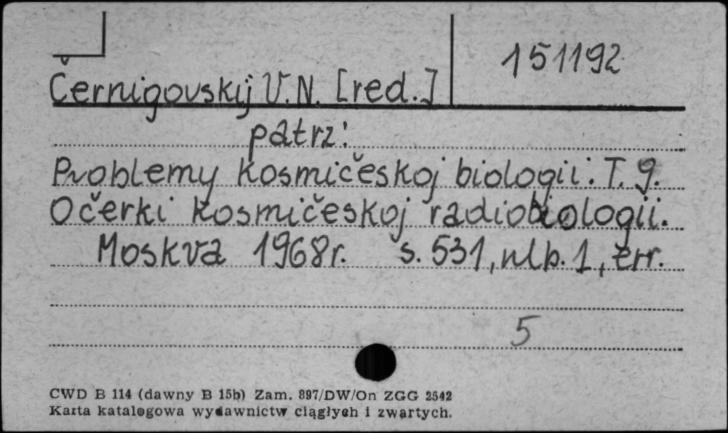 151192
Černigovskij V.N. [red.]
patrz:
Problemy kosmičeskoj biologii. T. 9.
Očerki kosmičeskoj radiobiologii.
Moskva 1968r. s. 531, nlb. 1, err.
5
CWD B 114 (dawny B 15b) Zam. 897/DW/On ZGG 2542
Karta katalogowa wydawnictw ciągłych i zwartych.